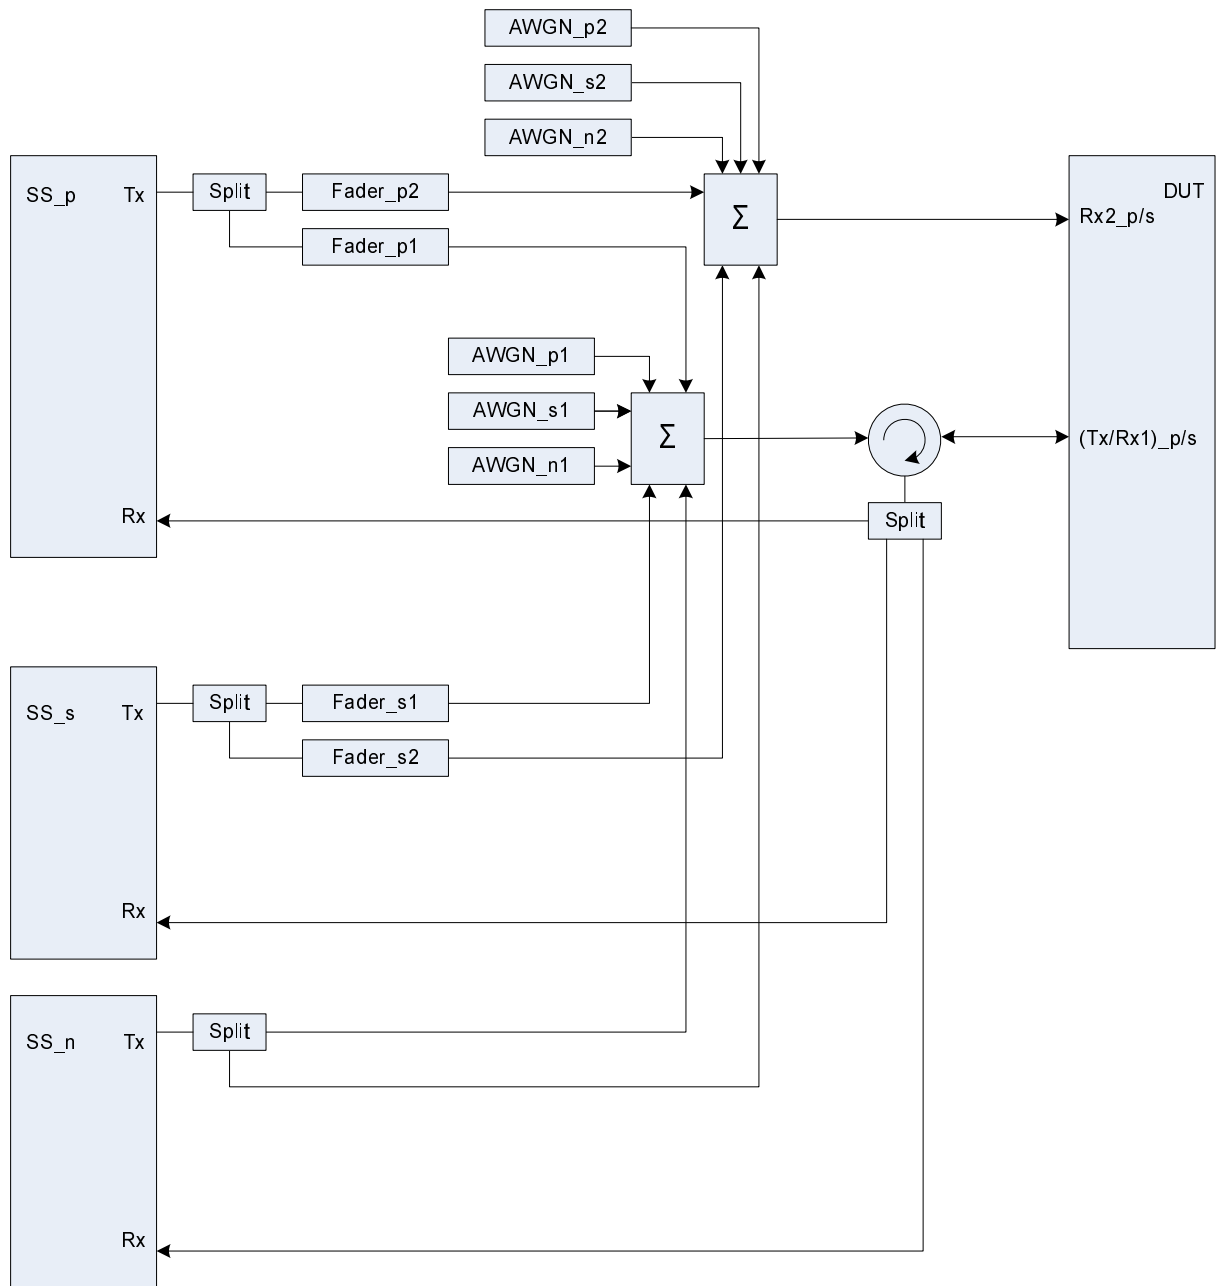 AWGN_p2
AWGN_s2
AWGN_n2
SS_p Tx
Split
Fader_p2
Σ
DUT
Rx2_p/s
Fader_p1
AWGN_p1
AWGN_s1
Σ
AWGN_n1
(Tx/Rx1)_p/s
Rx
Split
SS_s Tx
Split
Fader_s1
Fader_s2
Rx
SS_n Tx
Split
Rx